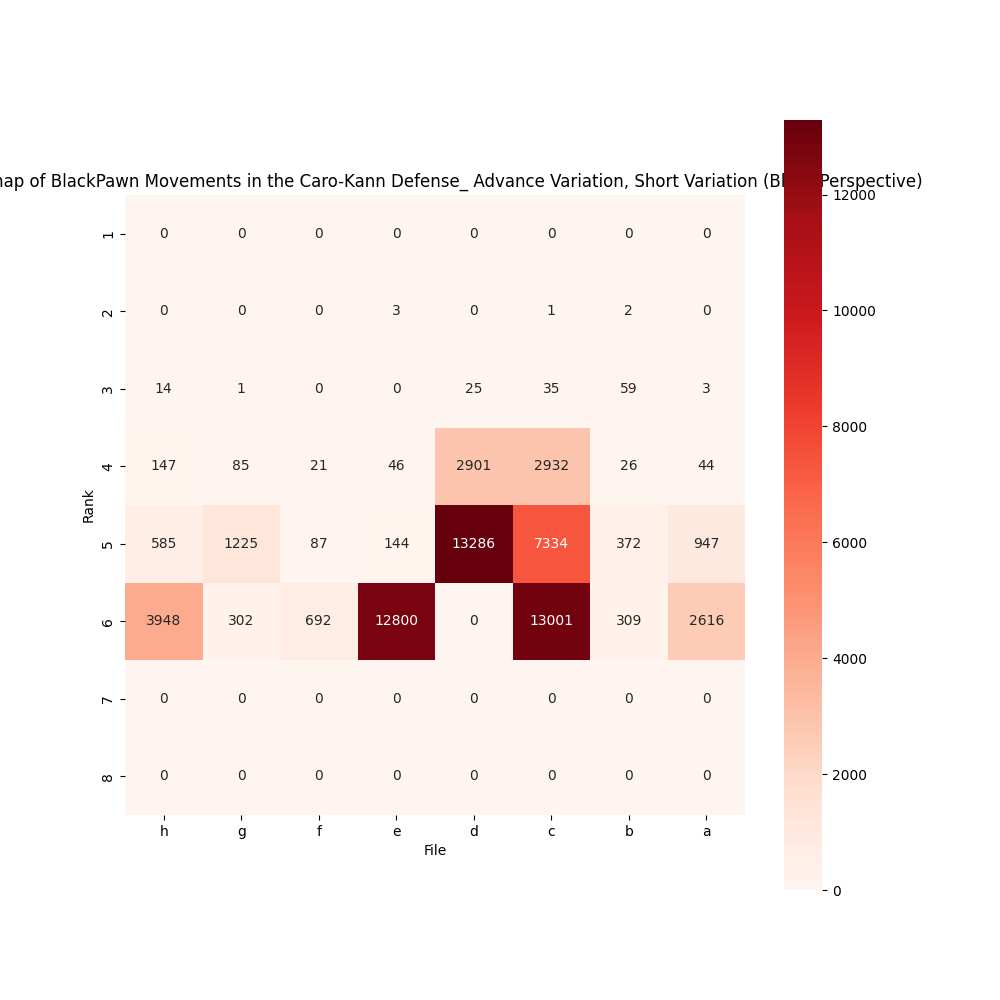 map of BlackPawn Movements in the Caro-Kann Defense_ Advance Variation, Short Variation (Bl Perspective)
12000
1 0 0 0 0 0 0 0 0
2 0 0 0 3 0 1 2 0
10000
3 14 1 0 0 25 35 59 3
8000
4 147 85 21 46 2901 2932 26 44
Rank
5 585 1225 87 144 13286 7334 372 947
6000
6 3948 302 692 12800 0 13001 309 2616
4000
7 0 0 0 0 0 0 0 0
2000
8 0 0 0 0 0 0 0 0
h g f e d c b a
File
0